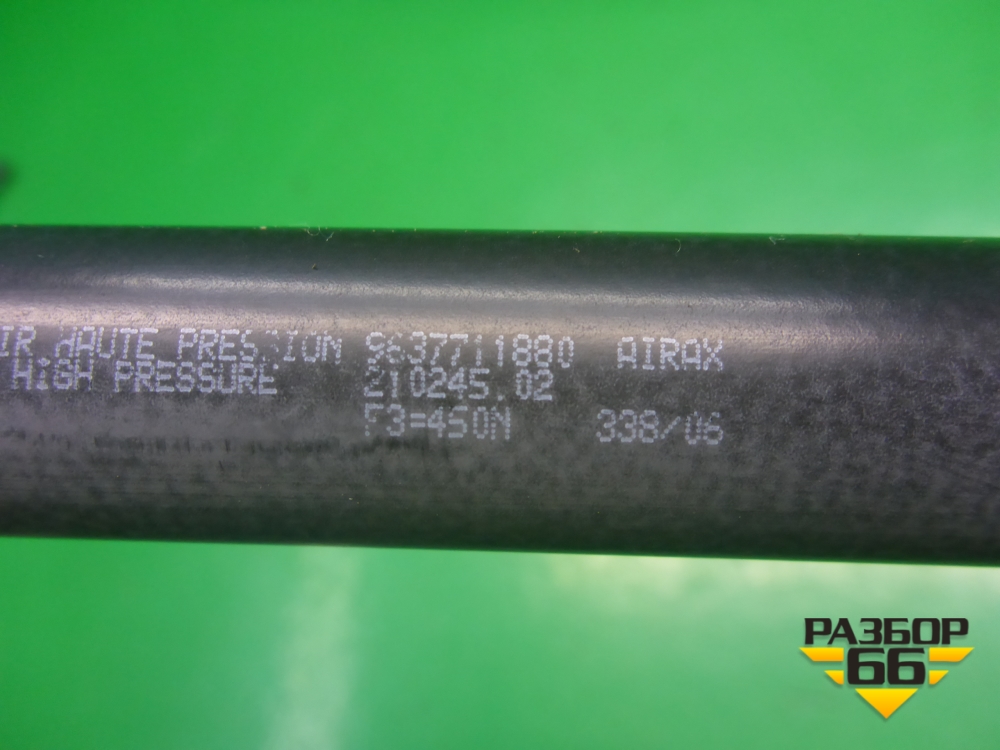 IR HAUTE PRESSION 9637711880 AIRAX
HiGH PRESSURE 210245.02
F3=450N 338/06
РАЗБОР
66